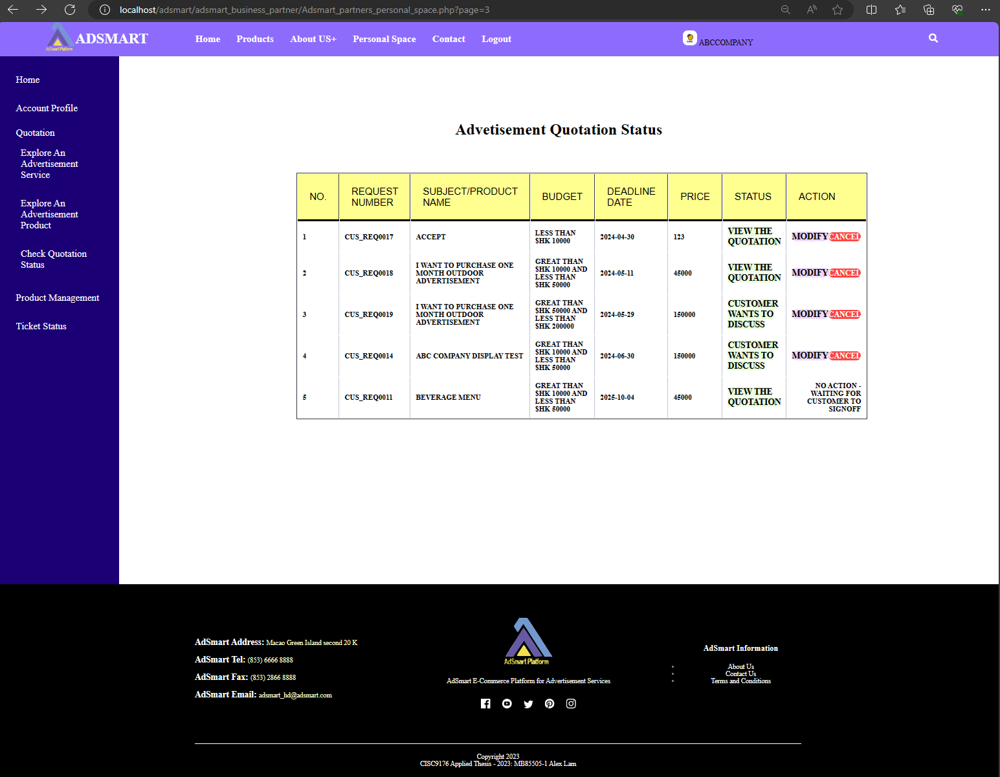 localhost/adsmart/adsmart_business_partner/Adsmart_partners_personal_space.php?page=3
AdSmart Platform
ADSMART
Home
Products
About US+
Personal Space
Contact
Logout
ABCCOMPANY
Home
Account Profile
Quotation
Explore An
Advertisement
Service
Explore An
Advertisement
Product
Check Quotation
Status
Product Management
Ticket Status
Advetisement Quotation Status
NO.
REQUEST
NUMBER
SUBJECT/PRODUCT
NAME
BUDGET
DEADLINE
DATE
PRICE
STATUS
ACTION
1
CUS_REQ0017
ACCEPT
LESS THAN
$HK 10000
2024-04-30
123
VIEW THE
QUOTATION
MODIFY CANCEL
2
CUS_REQ0018
I WANT TO PURCHASE ONE
MONTH OUTDOOR
ADVERTISEMENT
GREAT THAN
$HK 10000 AND
LESS THAN
$HK 50000
2024-05-11
45000
VIEW THE
QUOTATION
MODIFY CANCEL
3
CUS_REQ0019
I WANT TO PURCHASE ONE
MONTH OUTDOOR
ADVERTISEMENT
GREAT THAN
$HK 50000 AND
LESS THAN
$HK 200000
2024-05-29
150000
CUSTOMER
WANTS TO
DISCUSS
MODIFY CANCEL
4
CUS_REQ0014
ABC COMPANY DISPLAY TEST
GREAT THAN
$HK 10000 AND
LESS THAN
$HK 50000
2024-06-30
150000
CUSTOMER
WANTS TO
DISCUSS
MODIFY CANCEL
5
CUS_REQ0011
BEVERAGE MENU
GREAT THAN
$HK 10000 AND
LESS THAN
$HK 50000
2025-10-04
45000
VIEW THE
QUOTATION
NO ACTION -
WAITING FOR
CUSTOMER TO
SIGNOFF
AdSmart Address: Macao Green Island second 20 K
AdSmart Tel: (853) 6666 8888
AdSmart Fax: (853) 2866 8888
AdSmart Email: adsmart_hd@adsmart.com
AdSmart Platform
AdSmart E-Commerce Platform for Advertisement Services
AdSmart Information
About Us
Contact Us
Terms and Conditions
Copyright 2023
CISC9176 Applied Thesis - 2023: MB85505-1 Alex Lam